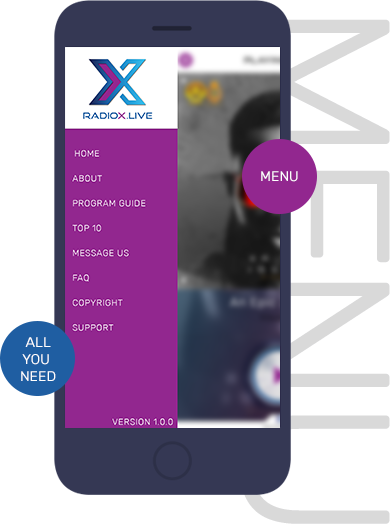 RADIOX.LIVE
HOME
ABOUT
PROGRAM GUIDE
TOP 10
MESSAGE US
FAQ
COPYRIGHT
SUPPORT
VERSION 1.0.0
MENU
ALL
YOU
NEED
MENU